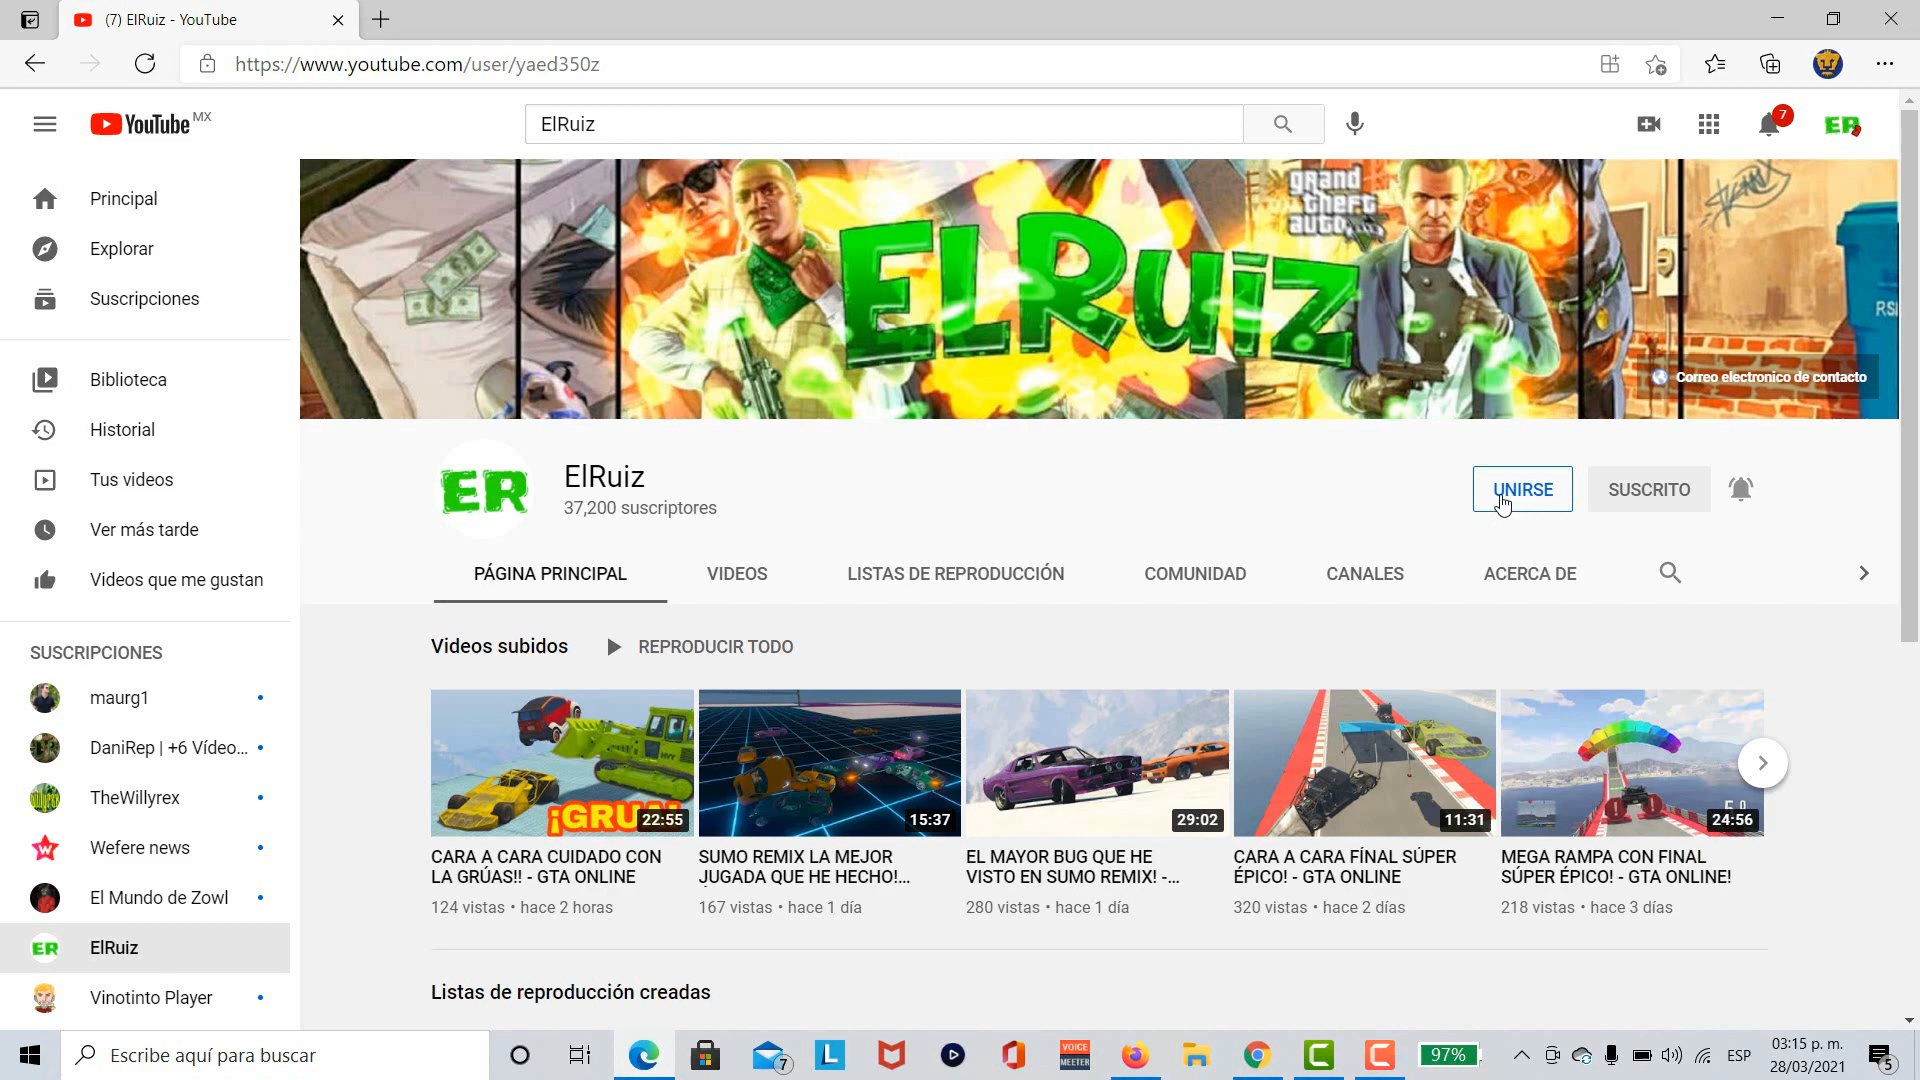 (7) ElRuiz - YouTube
https://www.youtube.com/user/yaed350z
YouTube MX
ElRuiz
7
ER
Principal
Explorar
Suscripciones
Biblioteca
Historial
Tus videos
Ver más tarde
Videos que me gustan
SUSCRIPCIONES
maurg1
DaniRep | +6 Vídeo...
TheWillyrex
Wefere news
El Mundo de Zowl
ER ElRuiz
Vinotinto Player
grand
theft
auto V
ELRuiz
Correo electronico de contacto
ER
ElRuiz
37,200 suscriptores
UNIRSE
SUSCRITO
PÁGINA PRINCIPAL
VIDEOS
LISTAS DE REPRODUCCIÓN
COMUNIDAD
CANALES
ACERCA DE
Videos subidos
REPRODUCIR TODO
22:55
15:37
29:02
11:31
24:56
CARA A CARA CUIDADO CON
LA GRÚAS!! - GTA ONLINE
124 vistas • hace 2 horas
SUMO REMIX LA MEJOR
JUGADA QUE HE HECHO!...
167 vistas • hace 1 día
EL MAYOR BUG QUE HE
VISTO EN SUMO REMIX! -...
280 vistas • hace 1 día
CARA A CARA FÍNAL SÚPER
ÉPICO! - GTA ONLINE
320 vistas • hace 2 días
MEGA RAMPA CON FINAL
SÚPER ÉPICO! - GTA ONLINE!
218 vistas • hace 3 días
Listas de reproducción creadas
Escribe aquí para buscar
7
L
VOICE
MEETER
97%
ESP
03:15 p. m.
28/03/2021
5